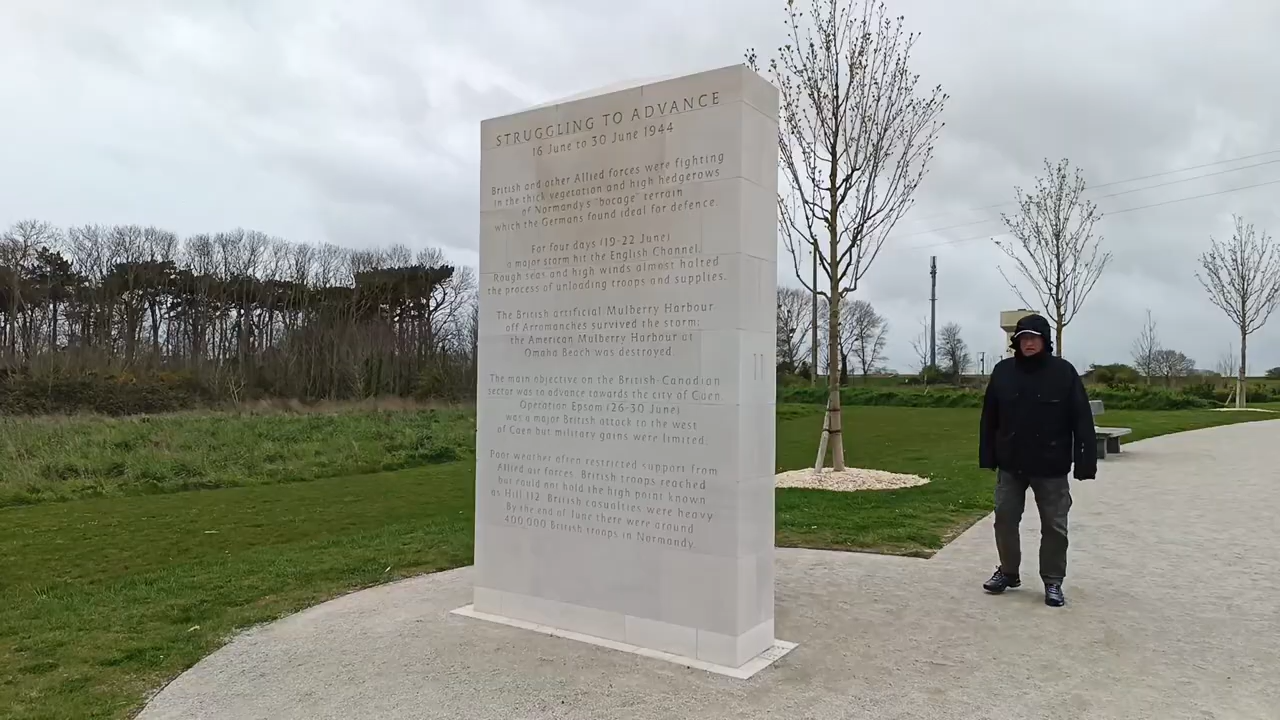 STRUGGLING TO ADVANCE
16 June to 30 June 1944
British and other Allied forces were fighting
in the thick vegetation and high hedgerows
of Normandy's "bocage" terrain
which the Germans found ideal for defence.
For four days (19-22 June)
a major storm hit the English Channel.
Rough seas and high winds almost halted
the process of unloading troops and supplies.
The British artificial Mulberry Harbour
off Arromanches survived the storm;
the American Mulberry Harbour at
Omaha Beach was destroyed.
The main objective on the British-Canadian
sector was to advance towards the city of Caen.
Operation Epsom (26-30 June)
was a major British attack to the west
of Caen but military gains were limited.
Poor weather often restricted support from
Allied air forces. British troops reached
but could not hold the high point known
as Hill 112. British casualties were heavy.
By the end of June there were around
400 000 British troops in Normandy.
11